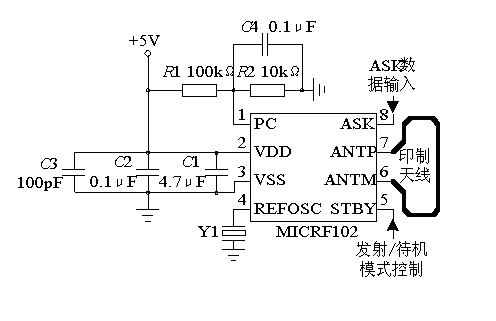 C4 0.1μF
+5V
R1 100kΩ R2 10kΩ
ASK数
据输入
1 PC ASK 8
2 VDD ANTP 7
3 VSS ANTM 6
4 REFOSC STBY 5
印制
天线
C3 C2 C1
100pF 0.1μF 4.7μF
Y1 MICRF102
发射/待机
模式控制